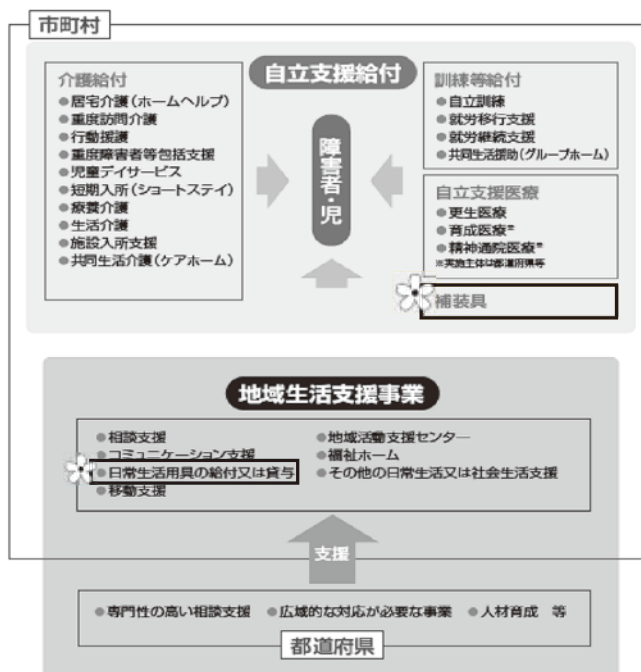 市町村
自立支援給付
介護給付
●居宅介護(ホームヘルプ)
●重度訪問介護
●行動援護
●重度障害者等包括支援
●児童デイサービス
●短期入所(ショートステイ)
●療養介護
●生活介護
●施設入所支援
●共同生活介護(ケアホーム)
障害者・児
訓練等給付
●自立訓練
●就労移行支援
●就労継続支援
●共同生活援助(グループホーム)
自立支援医療
●更生医療
●育成医療※
●精神通院医療※
※実施主体は都道府県等
補装具
地域生活支援事業
●相談支援
●コミュニケーション支援
●日常生活用具の給付又は貸与
●移動支援
●地域活動支援センター
●福祉ホーム
●その他の日常生活又は社会生活支援
支援
●専門性の高い相談支援 ●広域的な対応が必要な事業 ●人材育成 等
都道府県